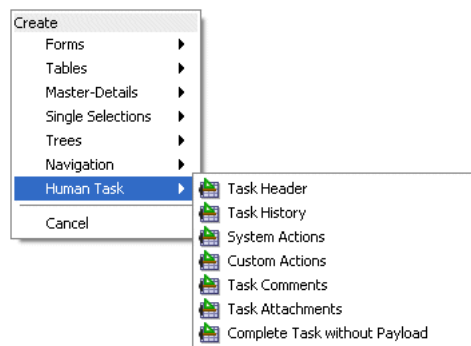 Create
Forms
Tables
Master-Details
Single Selections
Trees
Navigation
Human Task
Cancel
Task Header
Task History
System Actions
Custom Actions
Task Comments
Task Attachments
Complete Task without Payload